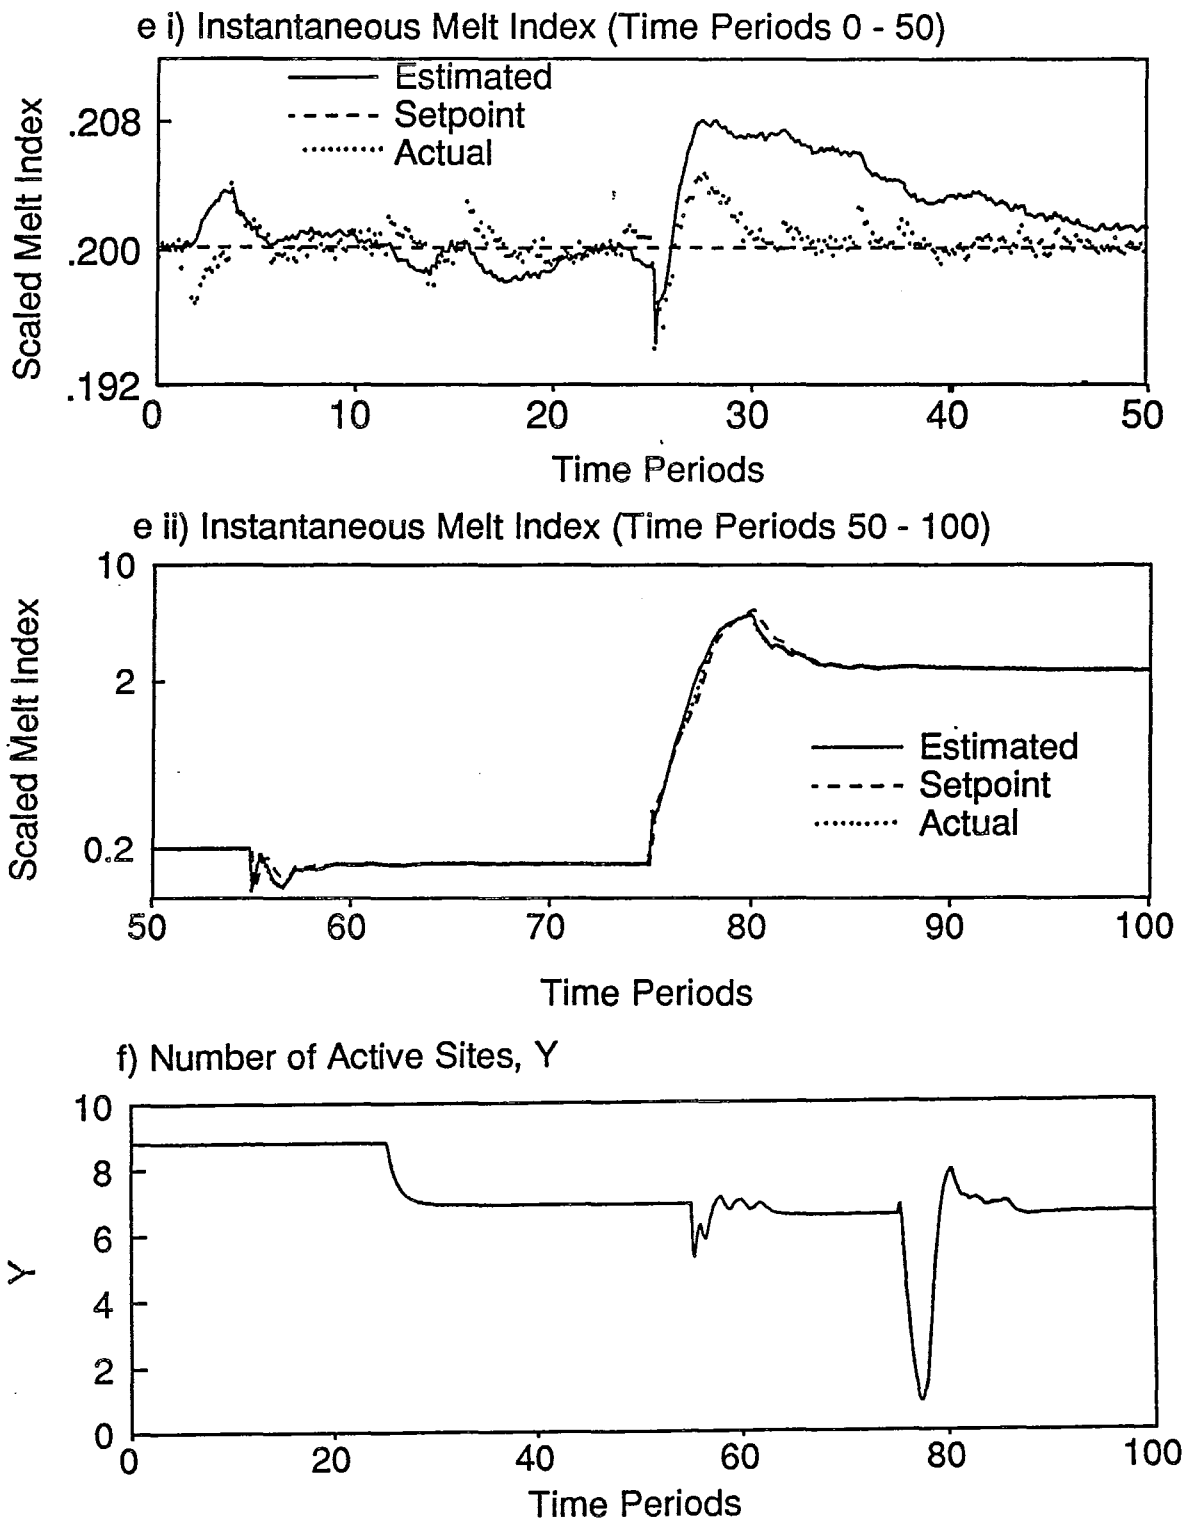 e i) Instantaneous Melt Index (Time Periods 0 - 50)
Estimated
Setpoint
Actual
Scaled Melt Index
.208
.200
.192
0 10 20 30 40 50
Time Periods
e ii) Instantaneous Melt Index (Time Periods 50 - 100)
Scaled Melt Index
10
2
0.2
Estimated
Setpoint
Actual
50 60 70 80 90 100
Time Periods
f) Number of Active Sites, Y
Y
10
8
6
4
2
0
0 20 40 60 80 100
Time Periods